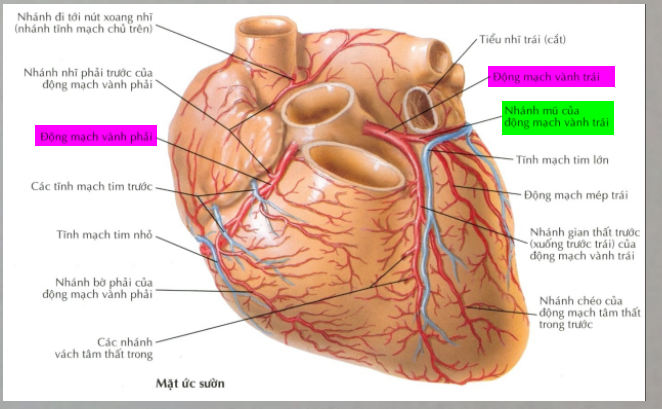 Nhánh đi tới nút xoang nhĩ
(nhánh tĩnh mạch chủ trên)
Nhánh nhĩ phải trước của
động mạch vành phải
Động mạch vành phải
Các tĩnh mạch tim trước
Tĩnh mạch tim nhỏ
Nhánh bờ phải của
động mạch vành phải
Các nhánh
vách tâm thất trong
Mặt ức sườn
Tiểu nhĩ trái (cắt)
Động mạch vành trái
Nhánh mũ của
động mạch vành trái
Tĩnh mạch tim lớn
Động mạch mép trái
Nhánh gian thất trước
(xuống trước trái) của
động mạch vành trái
Nhánh chéo của
động mạch tâm thất
trong trước